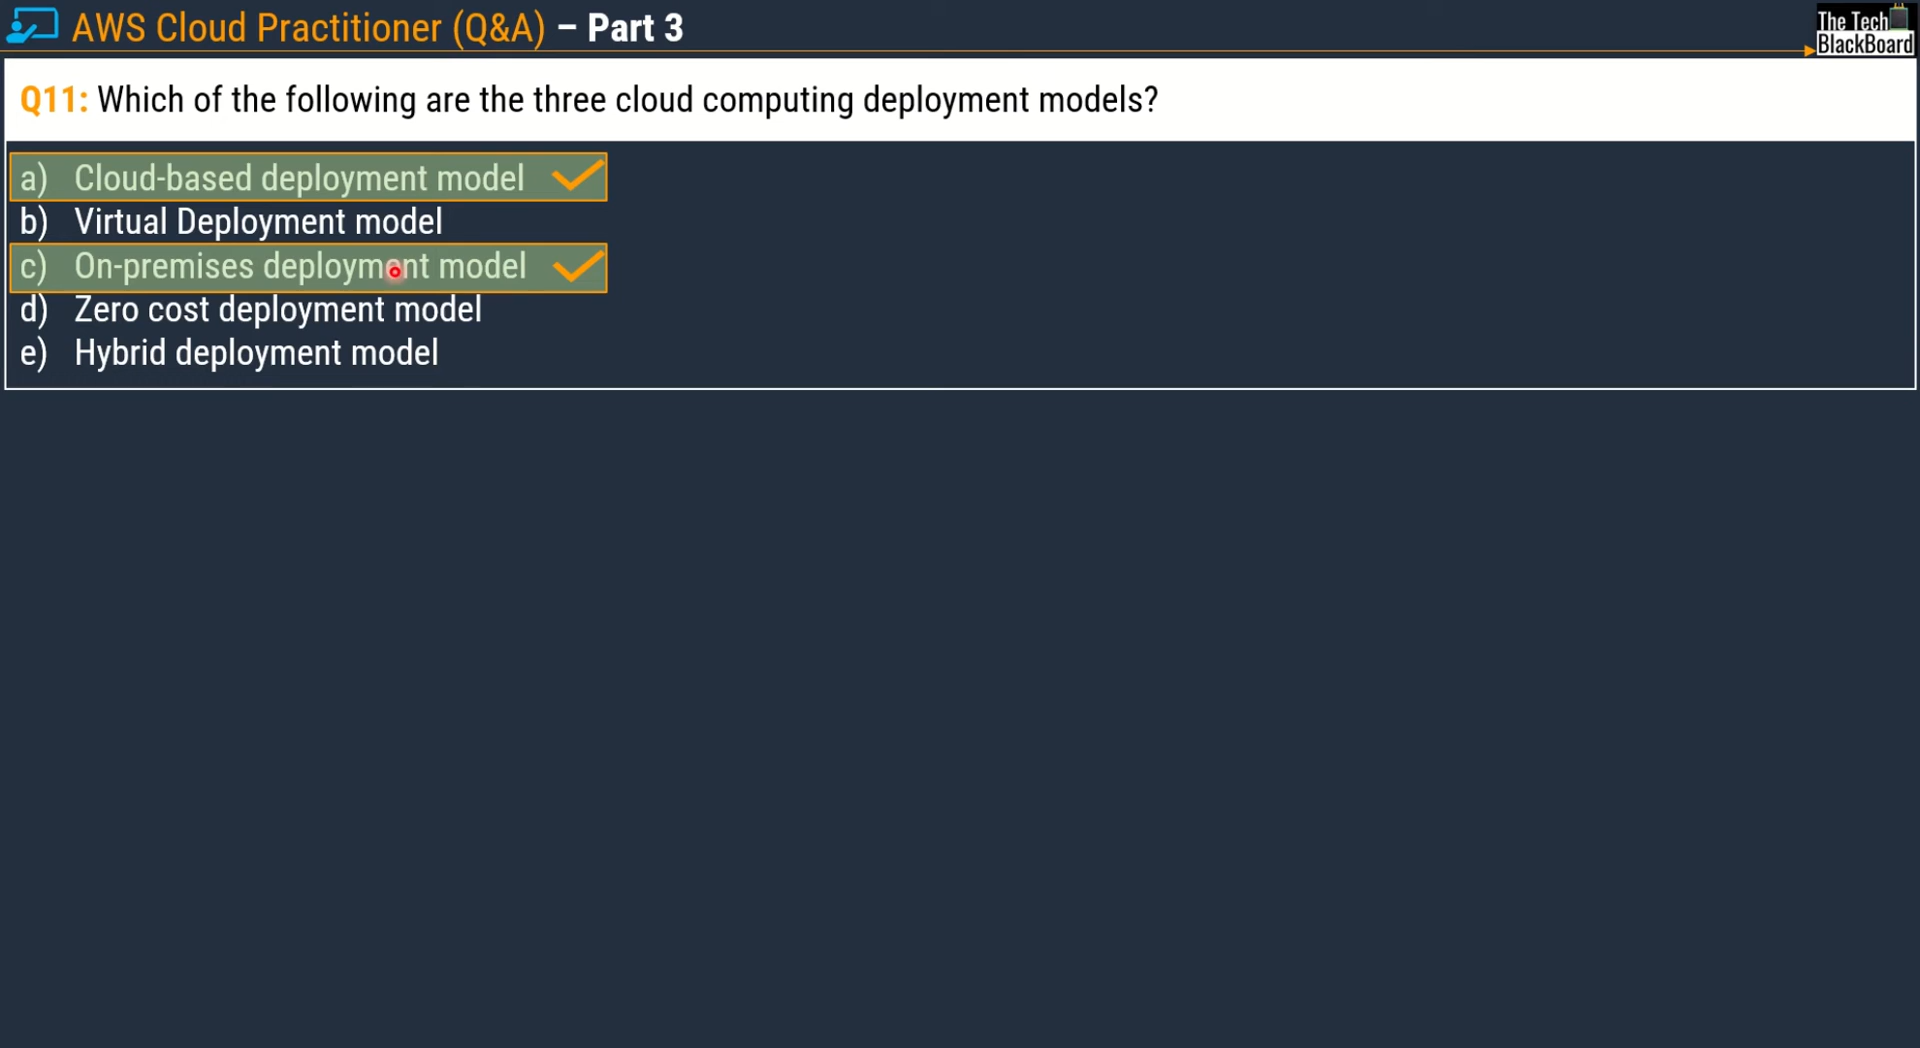 AWS Cloud Practitioner (Q&A) – Part 3
The Tech
BlackBoard
Q11: Which of the following are the three cloud computing deployment models?
a) Cloud-based deployment model
b) Virtual Deployment model
c) On-premises deployment model
d) Zero cost deployment model
e) Hybrid deployment model